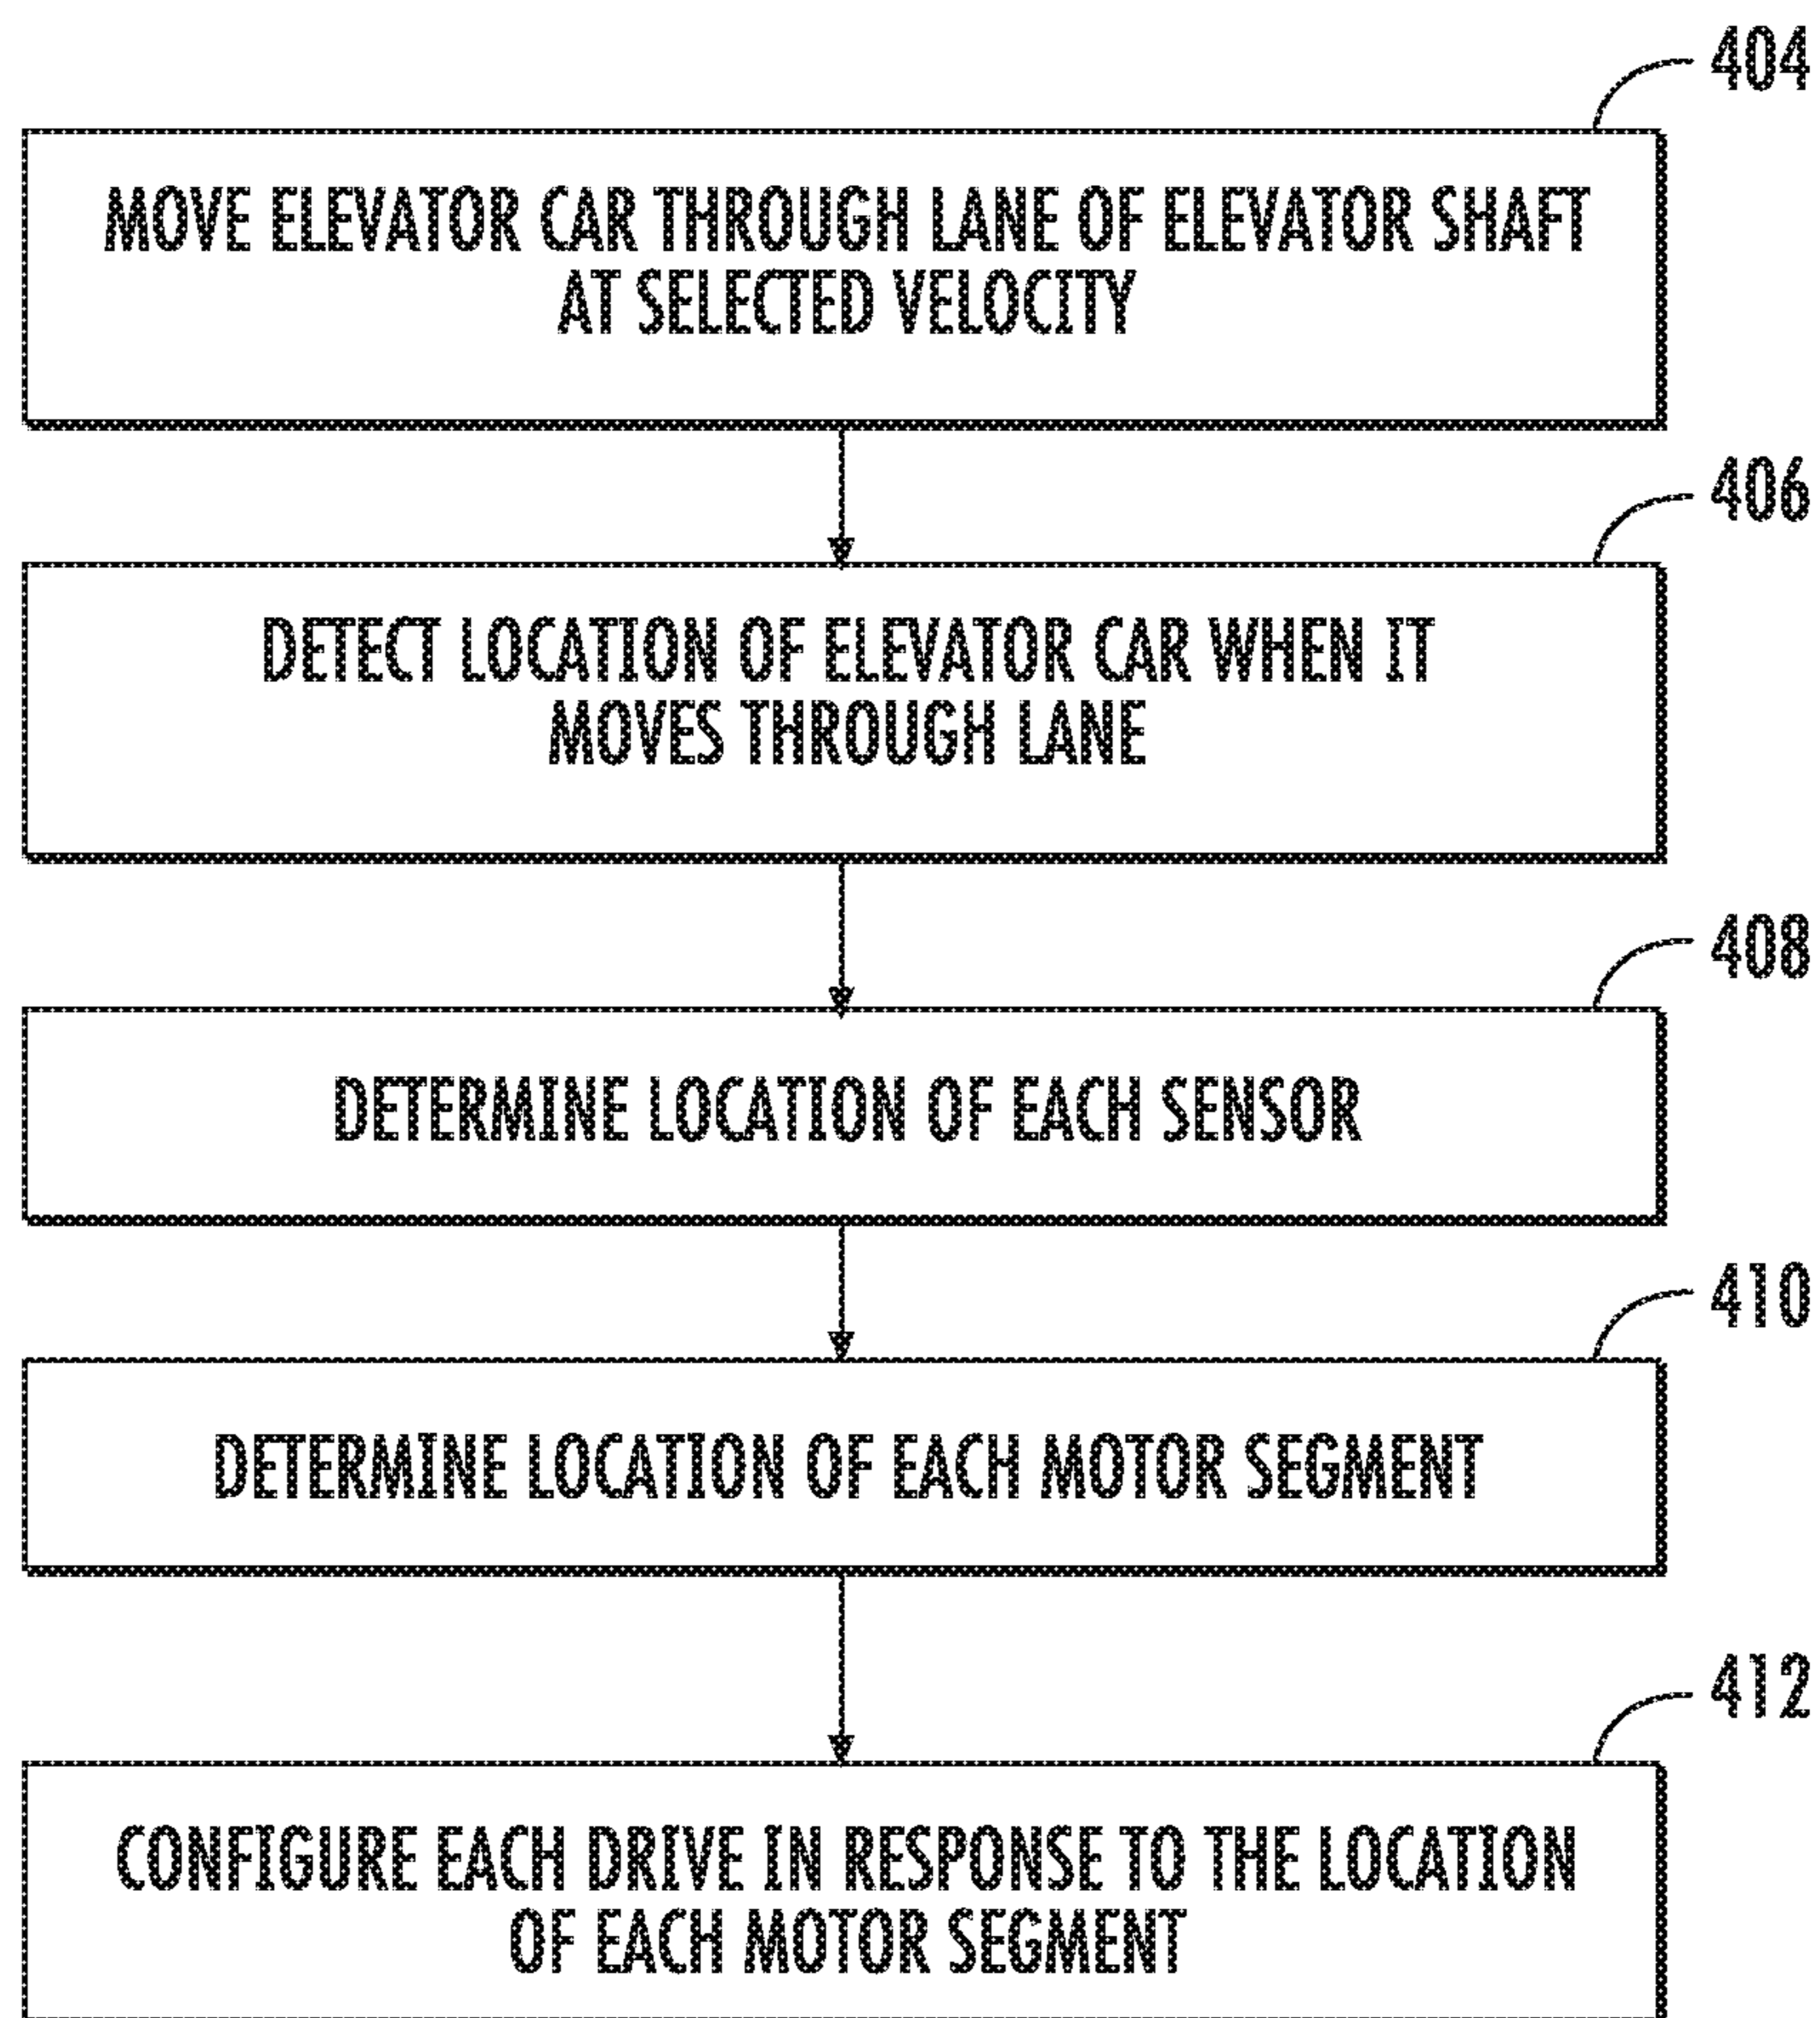 404
MOVE ELEVATOR CAR THROUGH LANE OF ELEVATOR SHAFT
AT SELECTED VELOCITY
406
DETECT LOCATION OF ELEVATOR CAR WHEN IT
MOVES THROUGH LANE
408
DETERMINE LOCATION OF EACH SENSOR
410
DETERMINE LOCATION OF EACH MOTOR SEGMENT
412
CONFIGURE EACH DRIVE IN RESPONSE TO THE LOCATION
OF EACH MOTOR SEGMENT